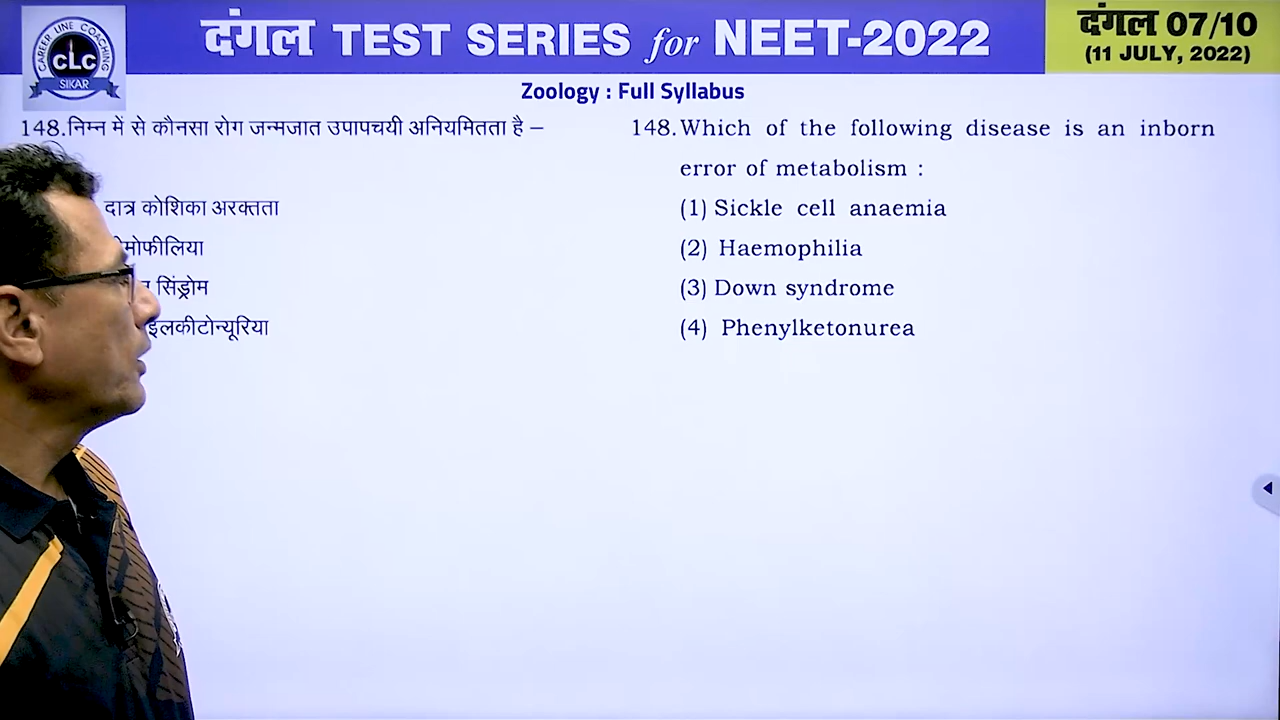 CAREER LINE COACHING
CLC
SIKAR
दंगल TEST SERIES for NEET-2022
दंगल 07/10
(11 JULY, 2022)
Zoology : Full Syllabus
148.निम्न में से कौनसा रोग जन्मजात उपापचयी अनियमितता है –
दात्र कोशिका अरक्तता
सिंड्रोम
148.Which of the following disease is an inborn
error of metabolism :
(1) Sickle cell anaemia
(2) Haemophilia
(3) Down syndrome
(4) Phenylketonurea